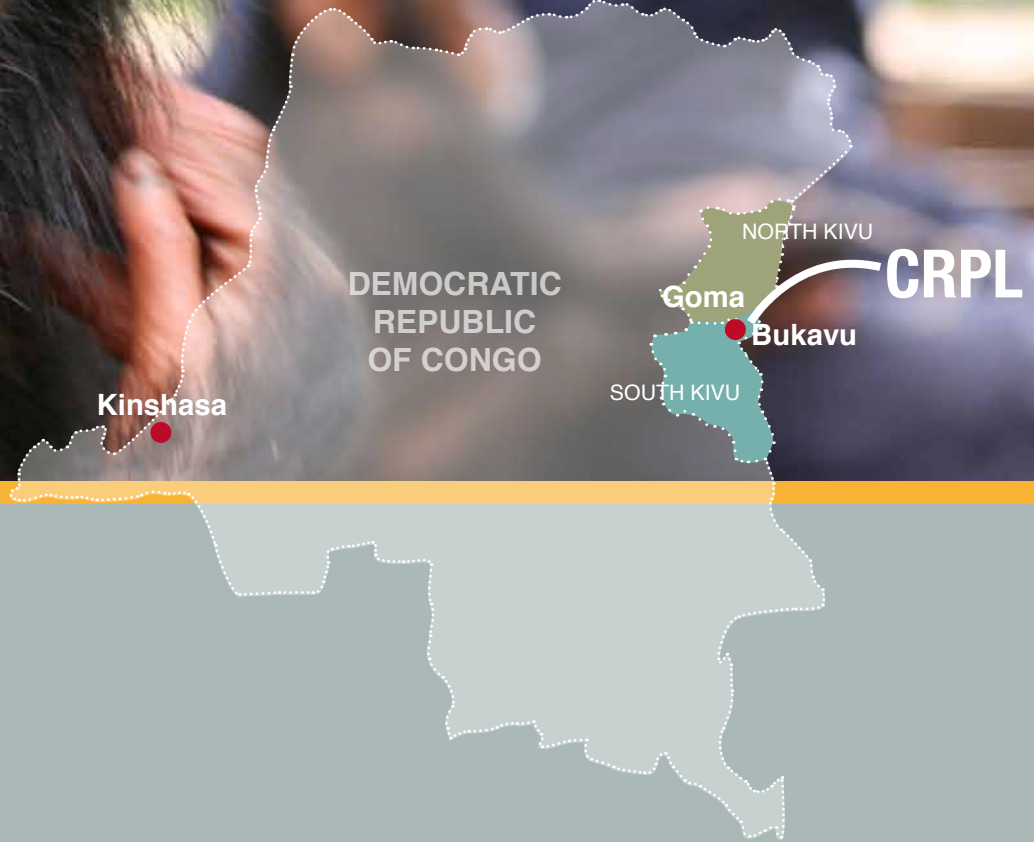 NORTH KIVU
CRPL
DEMOCRATIC
REPUBLIC
OF CONGO
Goma
Bukavu
SOUTH KIVU
Kinshasa